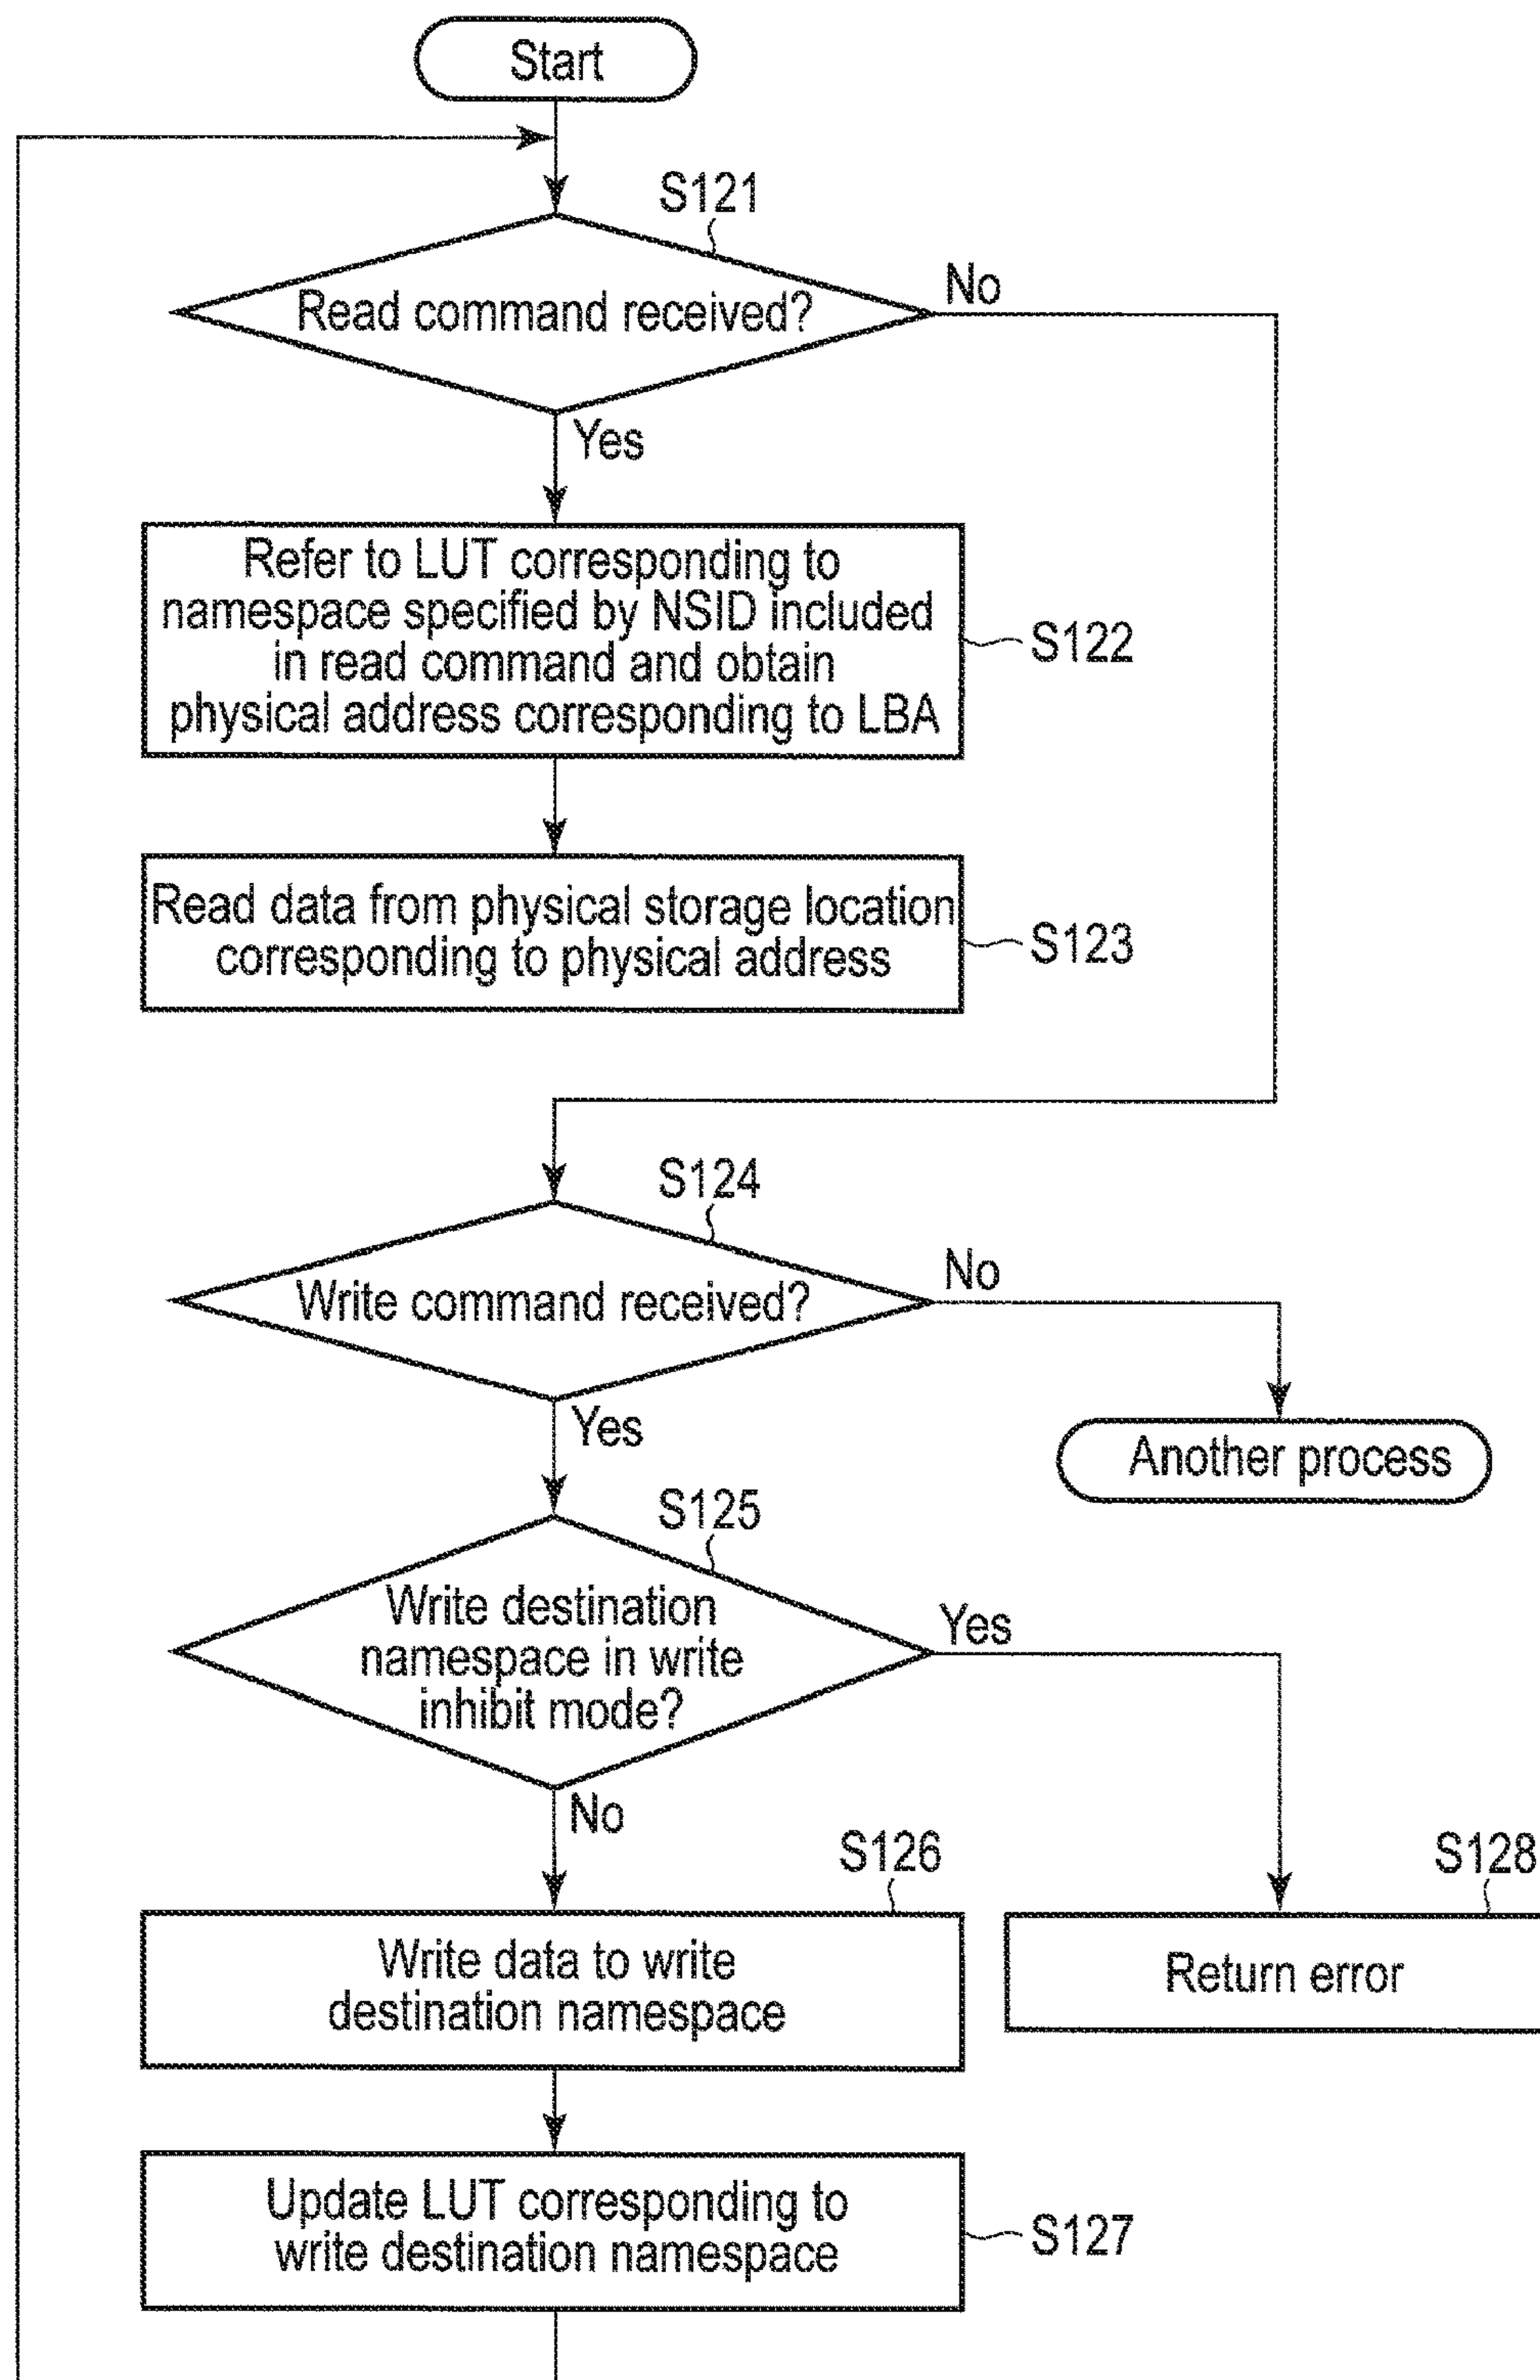 Start
S121
Read command received?
No
Yes
Refer to LUT corresponding to
namespace specified by NSID included
in read command and obtain
physical address corresponding to LBA
S122
Read data from physical storage location
corresponding to physical address
S123
S124
Write command received?
No
Yes
Another process
S125
Write destination
namespace in write
inhibit mode?
Yes
No
S126
S128
Write data to write
destination namespace
Return error
Update LUT corresponding to
write destination namespace
S127